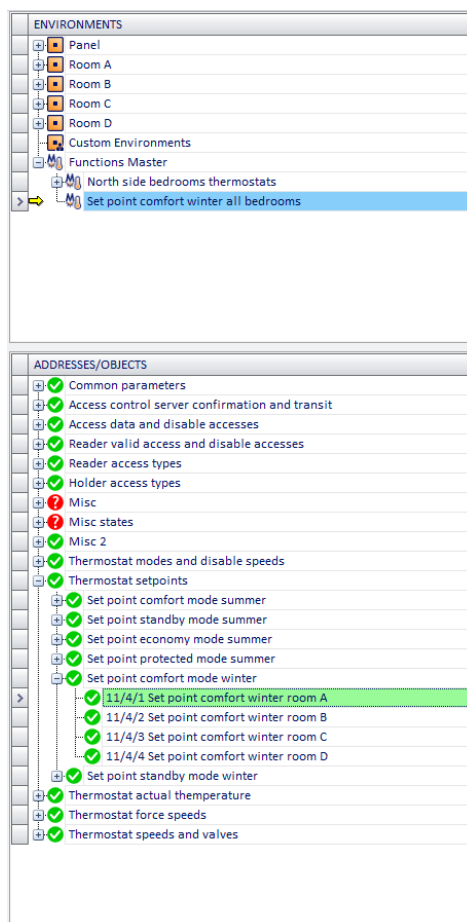 ENVIRONMENTS
Panel
Room A
Room B
Room C
Room D
Custom Environments
Functions Master
North side bedrooms thermostats
Set point comfort winter all bedrooms
ADDRESSES/OBJECTS
Common parameters
Access control server confirmation and transit
Access data and disable accesses
Reader valid access and disable accesses
Reader access types
Holder access types
Misc
Misc states
Misc 2
Thermostat modes and disable speeds
Thermostat setpoints
Set point comfort mode summer
Set point standby mode summer
Set point economy mode summer
Set point protected mode summer
Set point comfort mode winter
11/4/1 Set point comfort winter room A
11/4/2 Set point comfort winter room B
11/4/3 Set point comfort winter room C
11/4/4 Set point comfort winter room D
Set point standby mode winter
Thermostat actual themperature
Thermostat force speeds
Thermostat speeds and valves